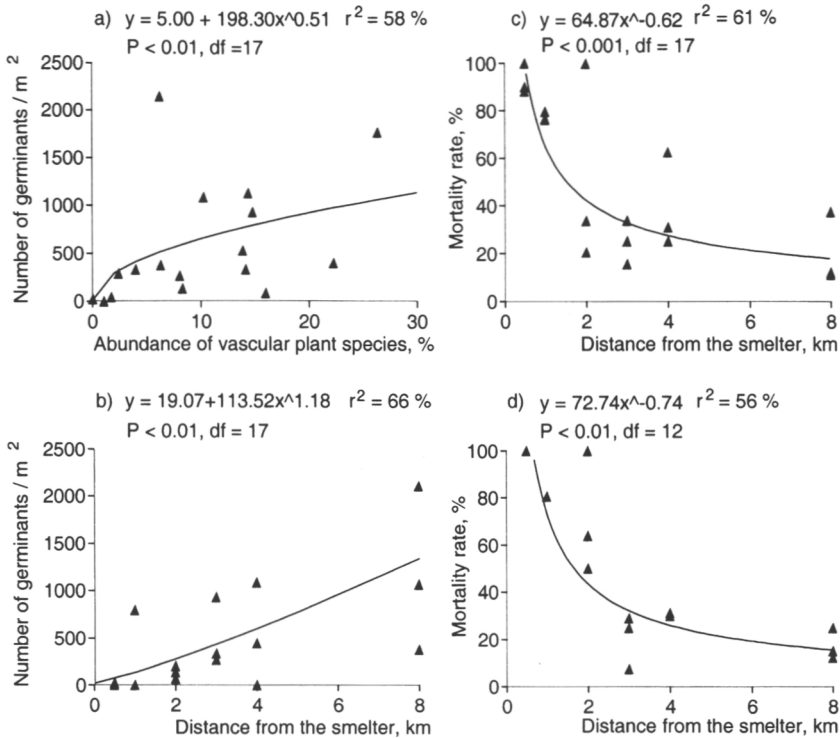 a) y = 5.00 + 198.30x^0.51 r² = 58 %
P < 0.01, df =17
Number of germinants / m ²
2500
2000
1500
1000
500
0
0 10 20 30
Abundance of vascular plant species, %
c) y = 64.87x^-0.62 r² = 61 %
P < 0.001, df = 17
Mortality rate, %
100
80
60
40
20
0
0 2 4 6 8
Distance from the smelter, km
b) y = 19.07+113.52x^1.18 r² = 66 %
P < 0.01, df = 17
Number of germinants / m ²
2500
2000
1500
1000
500
0
0 2 4 6 8
Distance from the smelter, km
d) y = 72.74x^-0.74 r² = 56 %
P < 0.01, df = 12
Mortality rate, %
100
80
60
40
20
0
0 2 4 6 8
Distance from the smelter, km